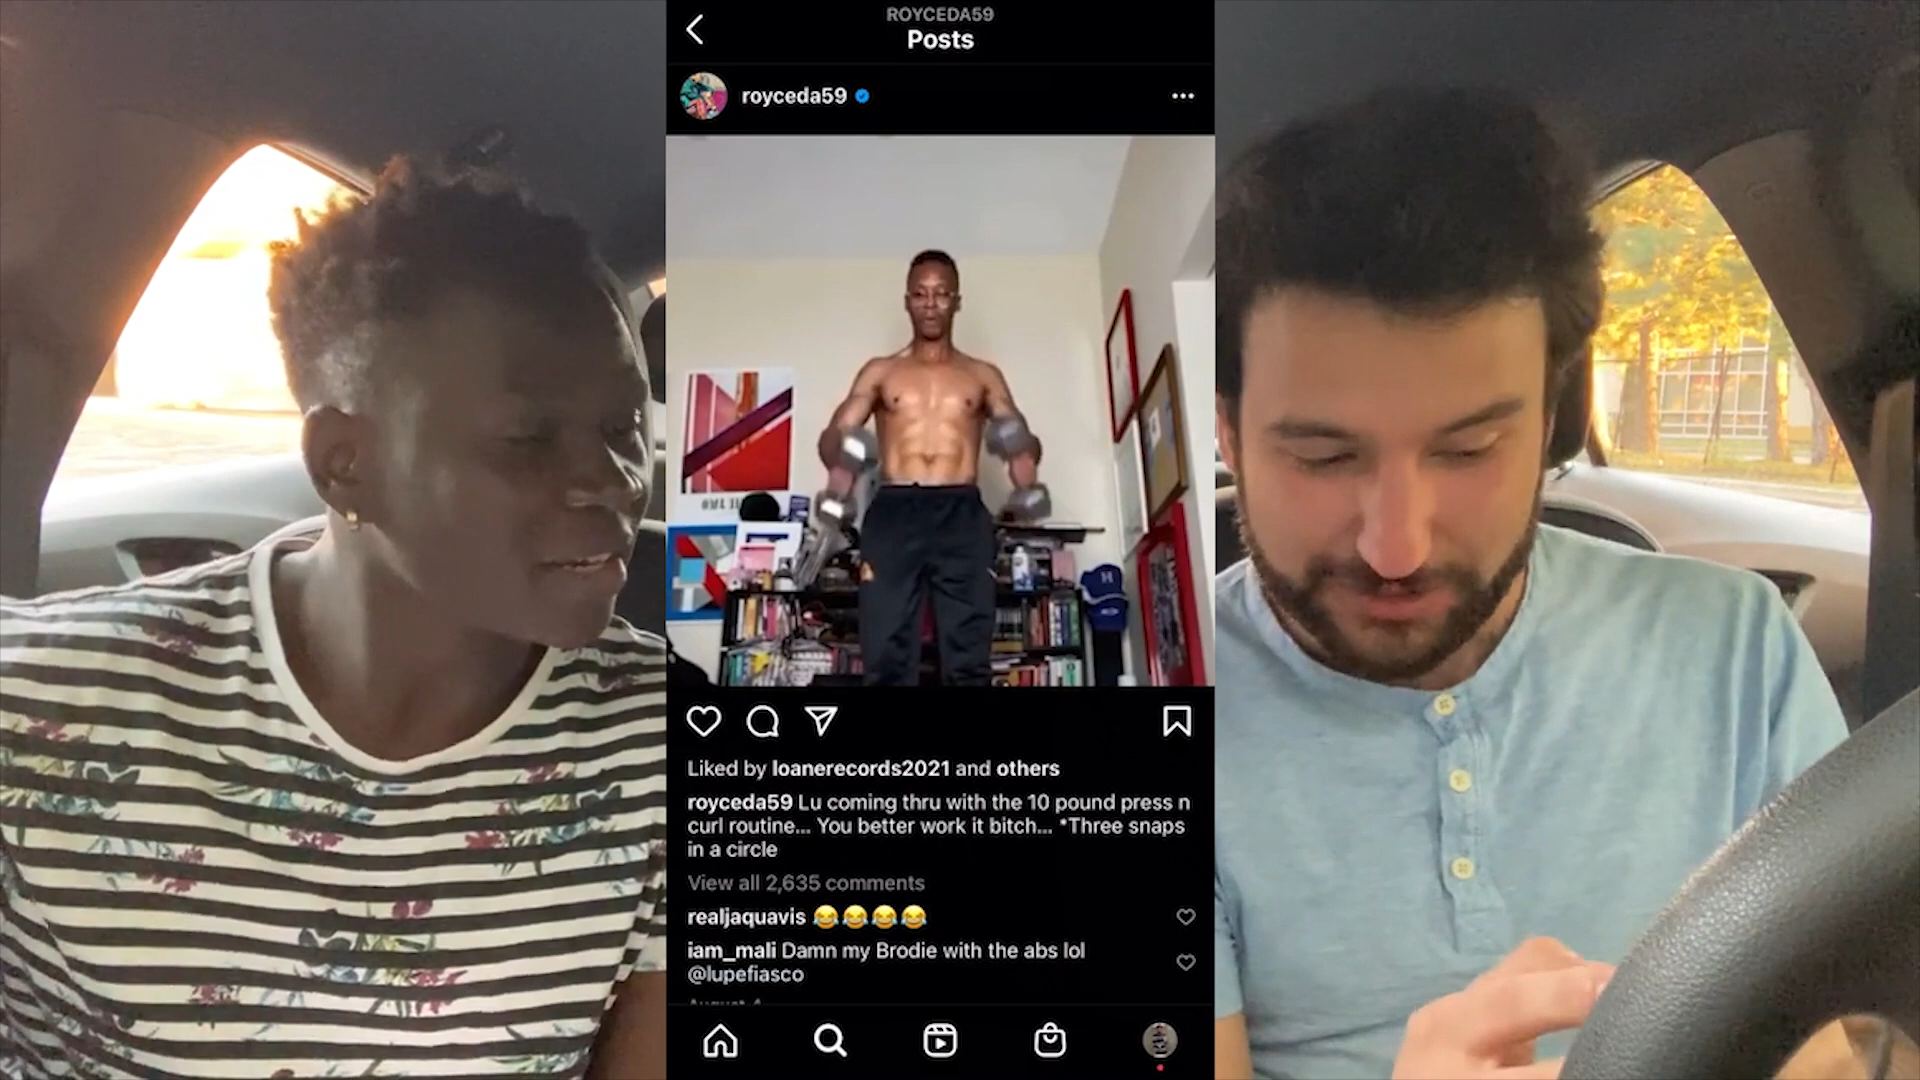 ROYCEDA59
Posts
royceda59
Liked by loanerecords2021 and others
royceda59 Lu coming thru with the 10 pound press n
curl routine... You better work it bitch... *Three snaps
in a circle
View all 2,635 comments
realjaquavis 😂😂😂😂
iam_mali Damn my Brodie with the abs lol
@lupefiasco